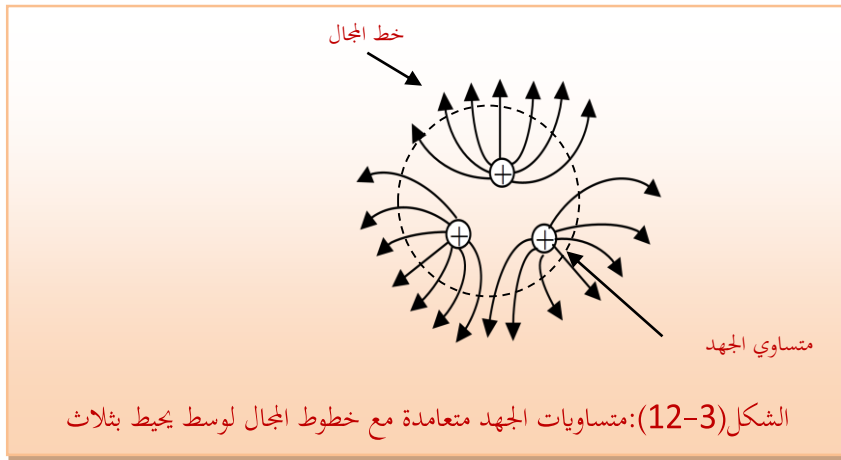 خط المجال
+
+
+
متساوي الجهد
الشكل(3-12):متساويات الجهد متعامدة مع خطوط المجال لوسط يحيط بثلاث